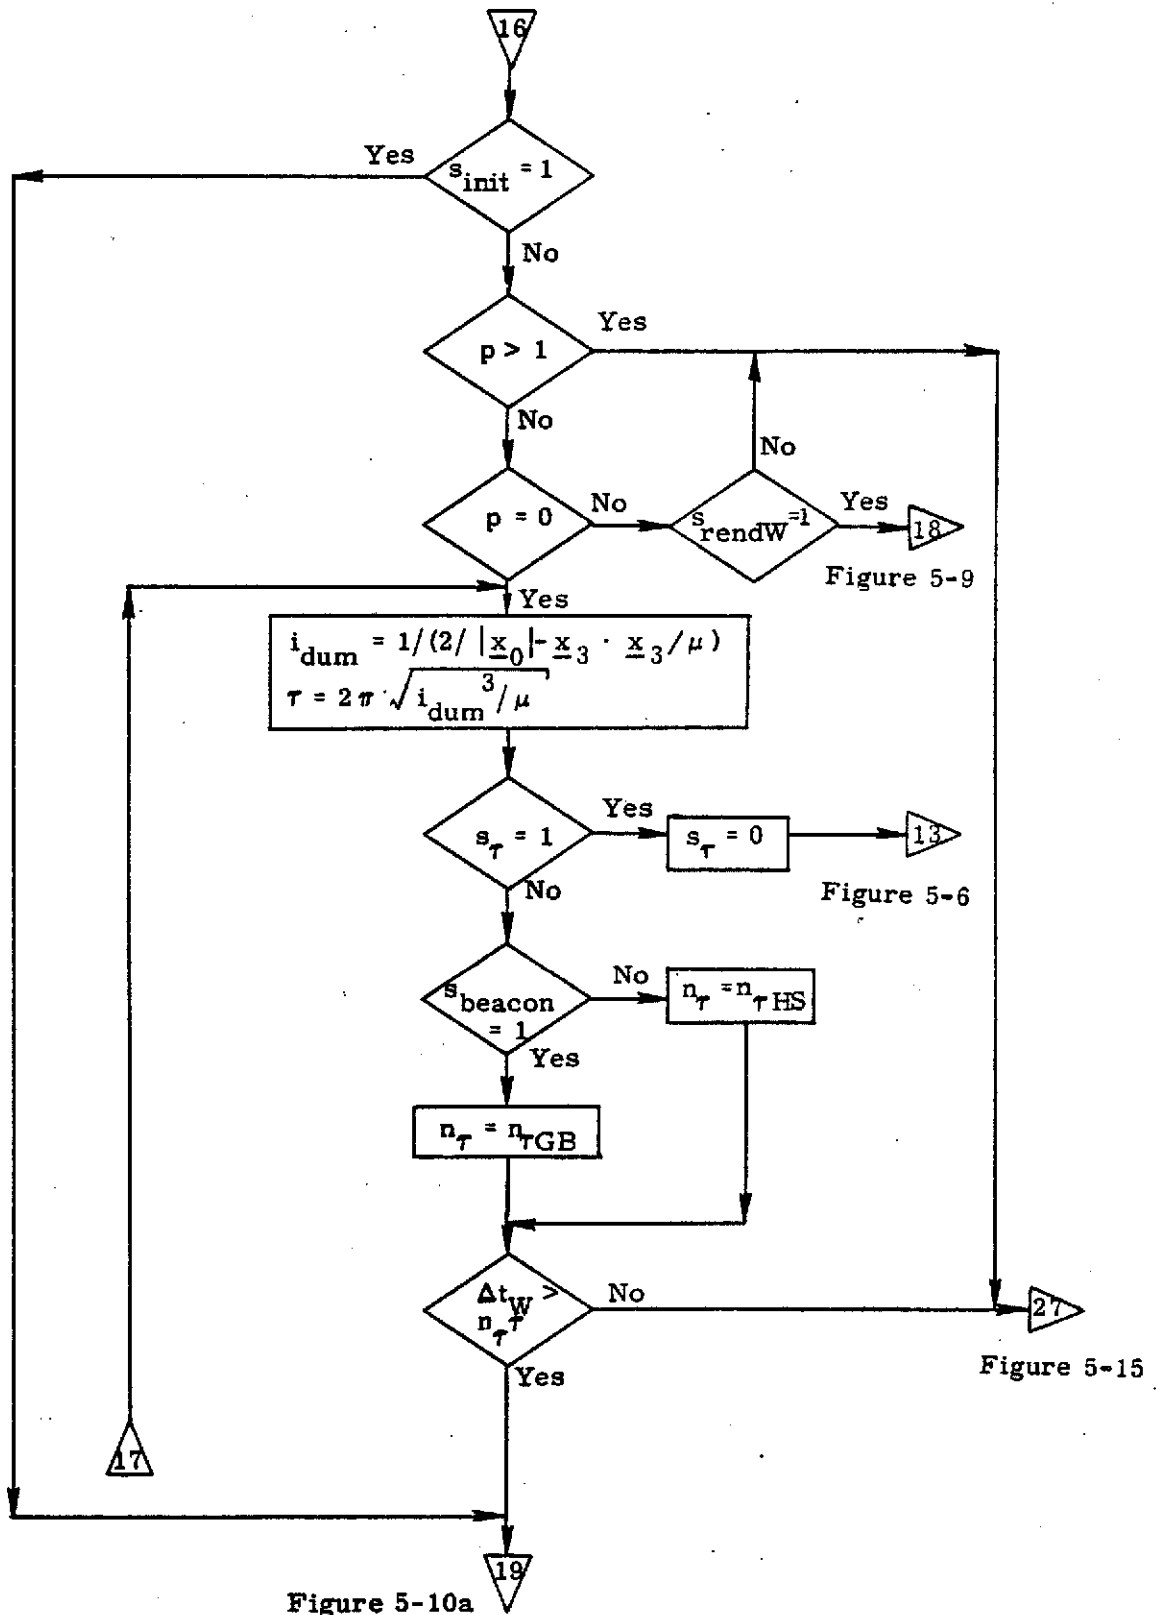 16
Yes
s_init = 1
No
Yes
p > 1
No
No
p = 0
No
s_rendW = 1
Yes
18
Figure 5-9
Yes
i_dum = 1/(2/ |x_0| - x_3 · x_3 / μ)
τ = 2π √(i_dum^3 / μ)
s_τ = 1
Yes
s_τ = 0
13
Figure 5-6
No
s_beacon
= 1
No
n_τ = n_τHS
Yes
n_τ = n_τGB
Δt_W >
n_τ τ
No
27
Figure 5-15
Yes
17
19
Figure 5-10a